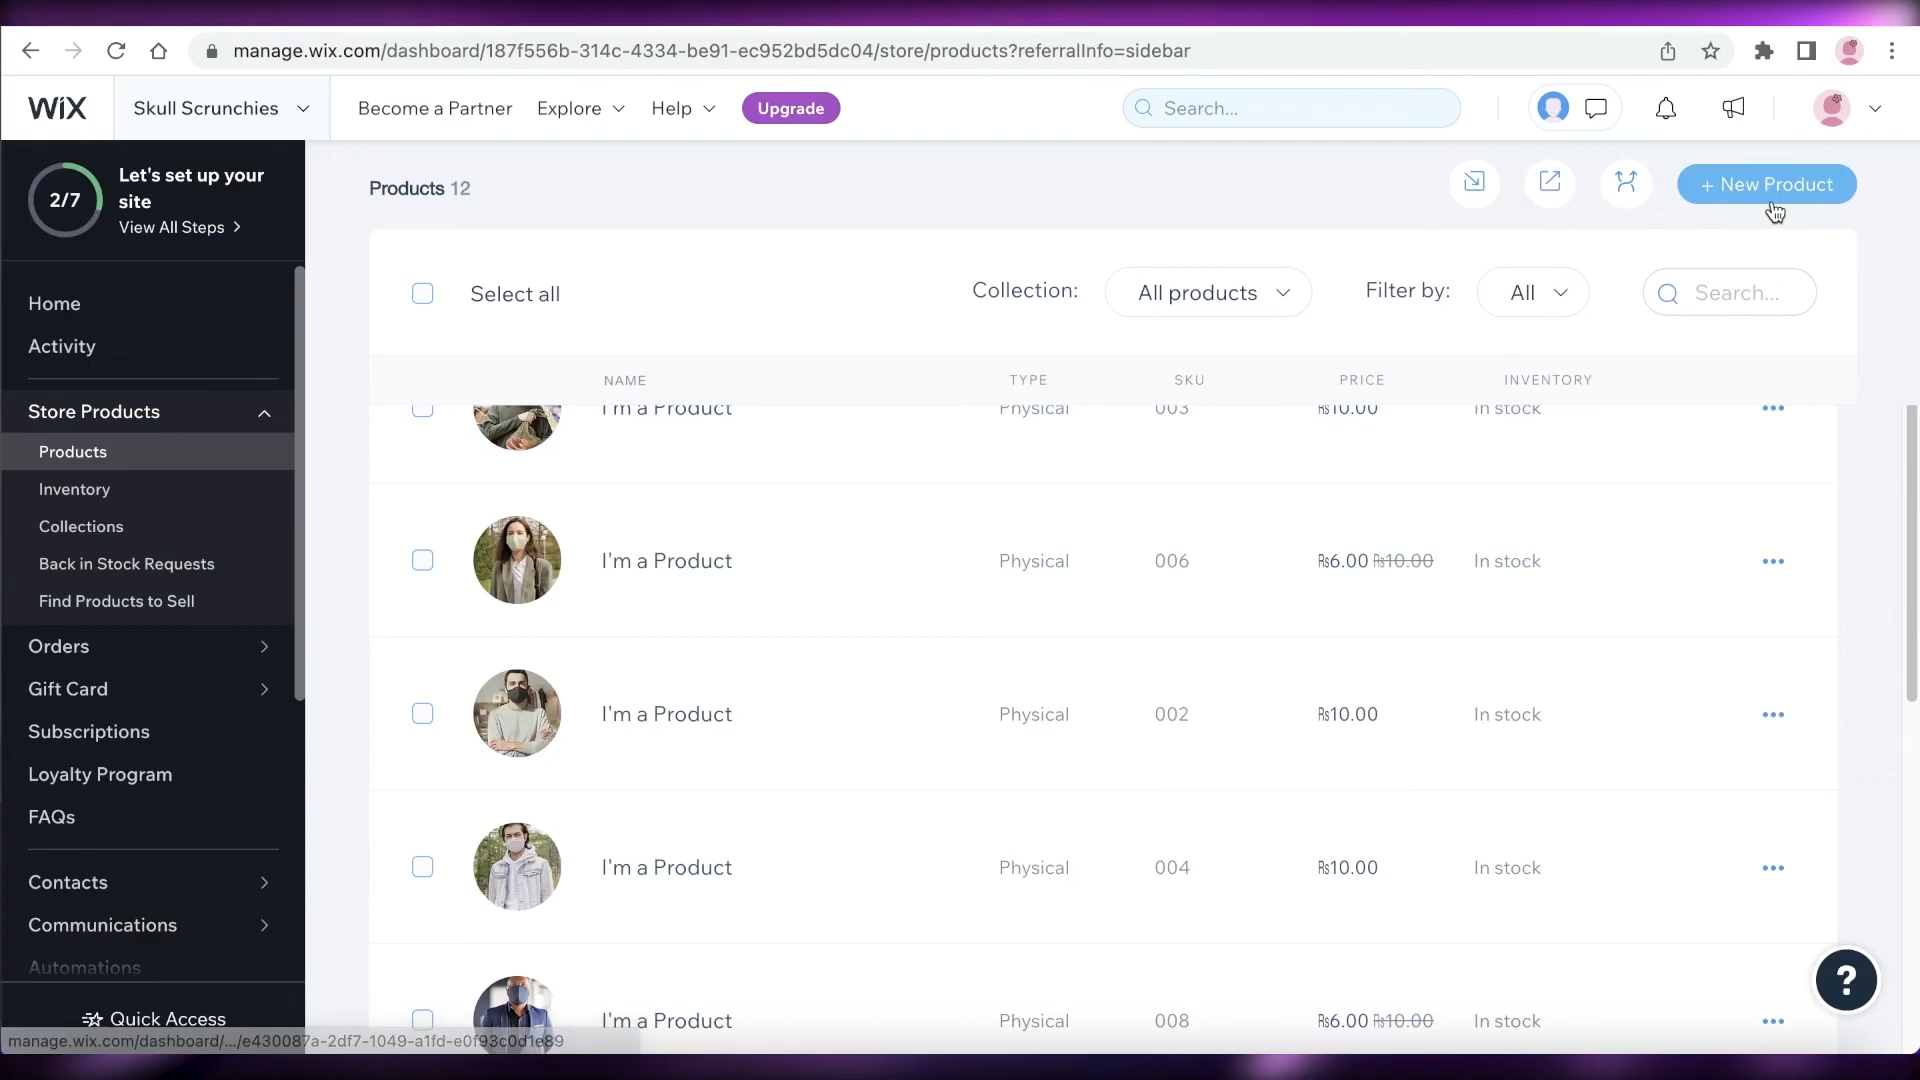 manage.wix.com/dashboard/187f556b-314c-4334-be91-ec952bd5dc04/store/products?referralInfo=sidebar
WiX
Skull Scrunchies
Become a Partner
Explore
Help
Upgrade
Search...
2/7
Let's set up your
site
View All Steps >
Products 12
+ New Product
Home
Activity
Store Products
Products
Inventory
Collections
Back in Stock Requests
Find Products to Sell
Orders
Gift Card
Subscriptions
Loyalty Program
FAQs
Contacts
Communications
Automations
Quick Access
Select all
Collection:
All products
Filter by:
All
Search...
NAME TYPE SKU PRICE INVENTORY
I'm a Product Physical 003 ₨10.00 In stock
I'm a Product Physical 006 ₨6.00 ₨10.00 In stock
I'm a Product Physical 002 ₨10.00 In stock
I'm a Product Physical 004 ₨10.00 In stock
I'm a Product Physical 008 ₨6.00 ₨10.00 In stock
?
manage.wix.com/dashboard/.../e430087a-2df7-1049-a1fd-e0f93c0d1e89